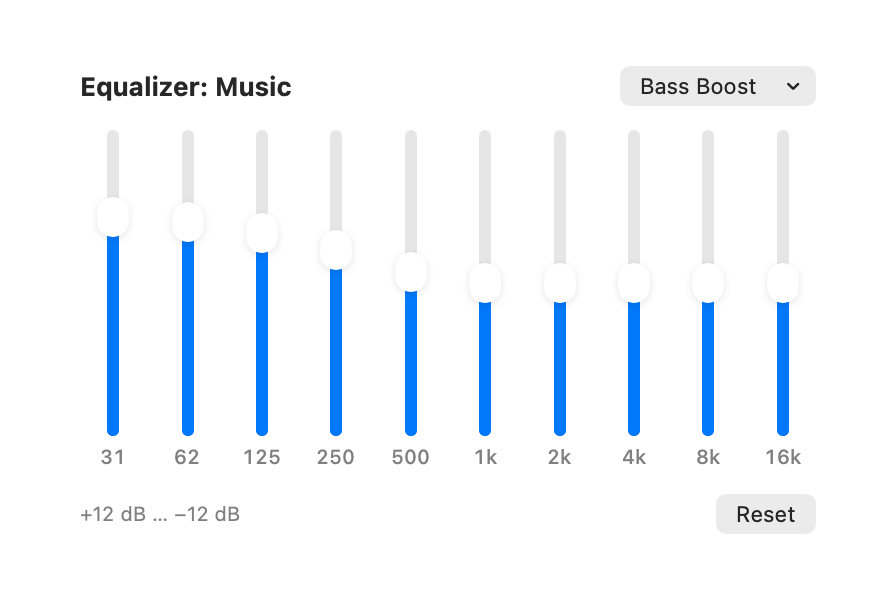 Equalizer: Music
Bass Boost
31 62 125 250 500 1k 2k 4k 8k 16k
+12 dB ... −12 dB
Reset